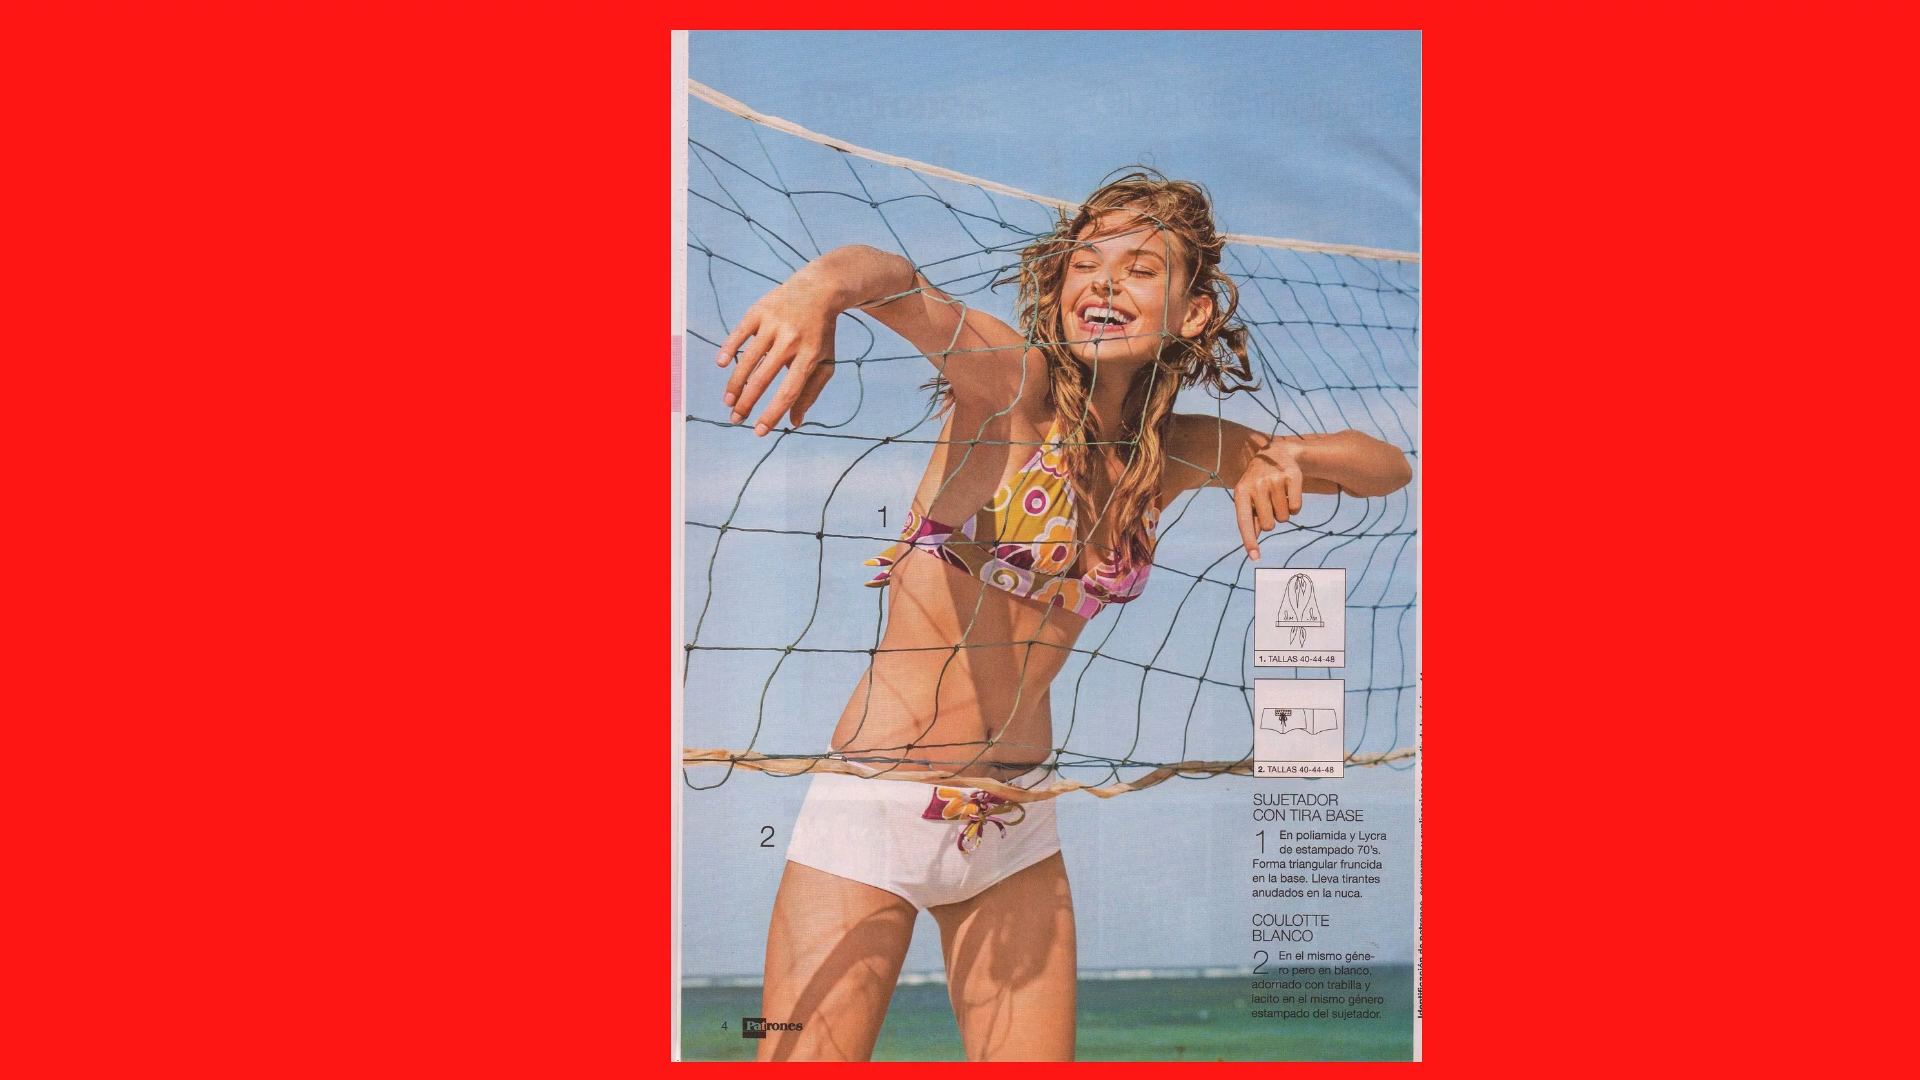 1
1. TALLAS 40-44-48
2. TALLAS 40-44-48
SUJETADOR
CON TIRA BASE
1 En poliamida y Lycra
de estampado 70's.
Forma triangular fruncida
en la base. Lleva tirantes
anudados en la nuca.
2
COULOTTE
BLANCO
2 En el mismo géne-
ro pero en blanco,
adornado con trabilla y
lacito en el mismo género
estampado del sujetador.
4 Patrones